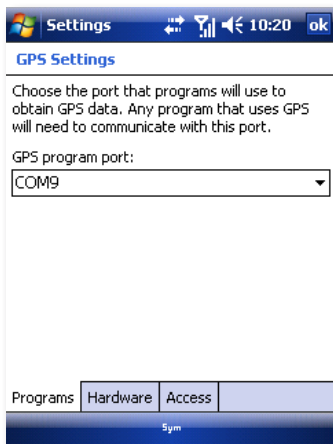 Settings 10:20 ok
GPS Settings
Choose the port that programs will use to
obtain GPS data. Any program that uses GPS
will need to communicate with this port.
GPS program port:
COM9
Programs Hardware Access
Sym